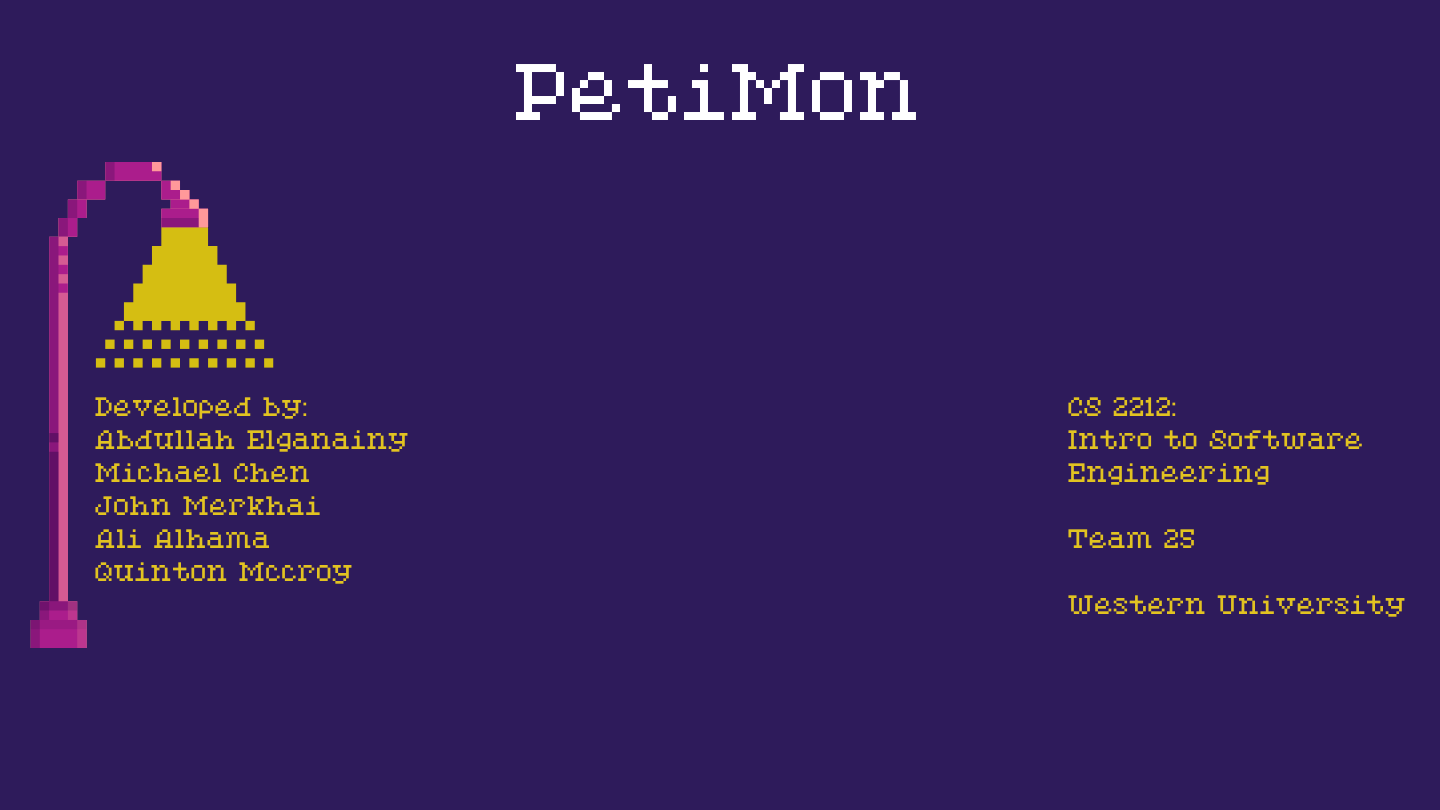 PetiMon
Developed by:
Abdullah Elganainy
Michael Chen
John Merkhai
Ali Alhama
Quinton Mccroy
CS 2212:
Intro to Software
Engineering
Team 25
Western University